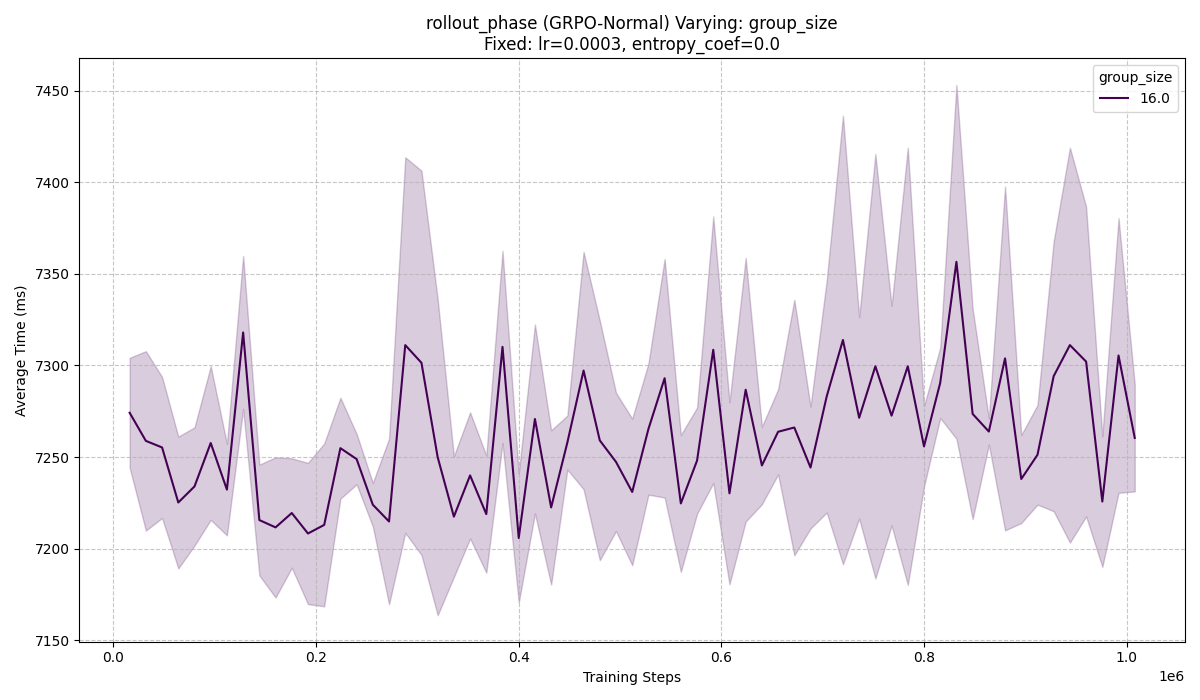 rollout_phase (GRPO-Normal) Varying: group_size
Fixed: lr=0.0003, entropy_coef=0.0
group_size
16.0
Average Time (ms)
7450
7400
7350
7300
7250
7200
7150
0.0
0.2
0.4
0.6
0.8
1.0
1e6
Training Steps